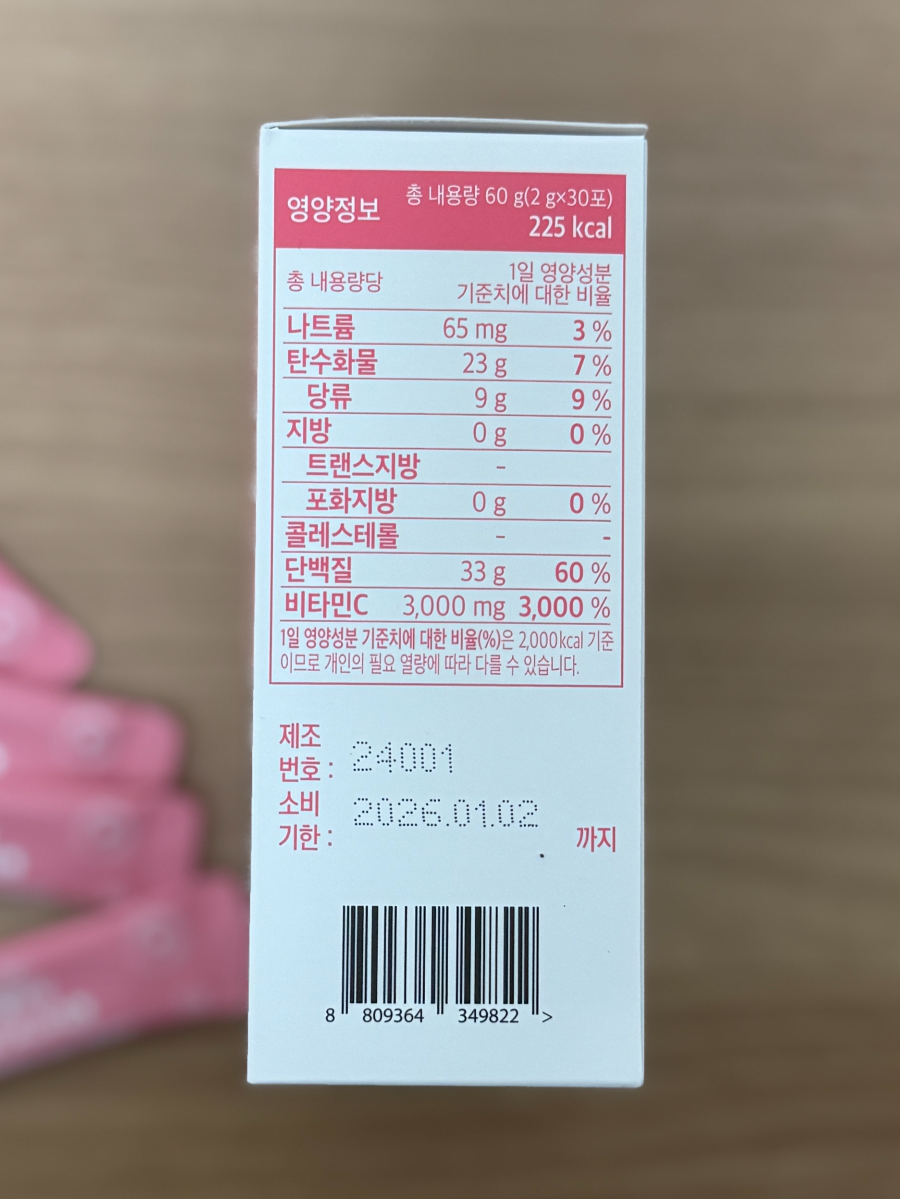 영양정보
총 내용량 60 g(2 g×30포)
225 kcal
총 내용량당
1일 영양성분
기준치에 대한 비율
나트륨 65 mg 3 %
탄수화물 23 g 7 %
당류 9 g 9 %
지방 0 g 0 %
트랜스지방 -
포화지방 0 g 0 %
콜레스테롤 - -
단백질 33 g 60 %
비타민C 3,000 mg 3,000 %
1일 영양성분 기준치에 대한 비율(%)은 2,000kcal 기준
이므로 개인의 필요 열량에 따라 다를 수 있습니다.
제조
번호 : 24001
소비
기한 : 2026.01.02 까지
8 809364 349822 >